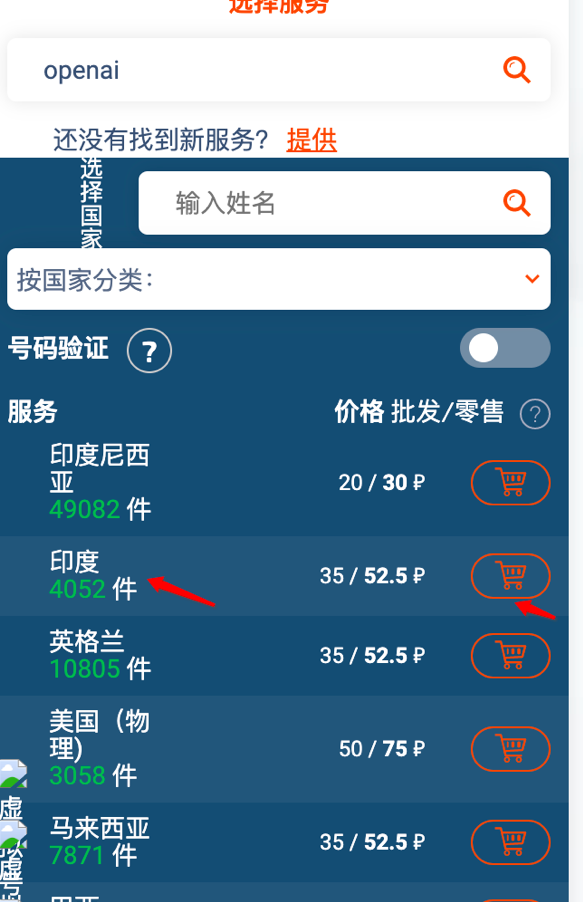 选择服务
openai
还没有找到新服务? 提供
选择国家
输入姓名
按国家分类:
号码验证 ?
服务 价格 批发/零售 ?
印度尼西
亚
49082 件
20 / 30 ₽
印度
4052 件
35 / 52.5 ₽
英格兰
10805 件
35 / 52.5 ₽
美国（物
理)
3058 件
50 / 75 ₽
虚
马来西亚
7871 件
35 / 52.5 ₽
虚
号